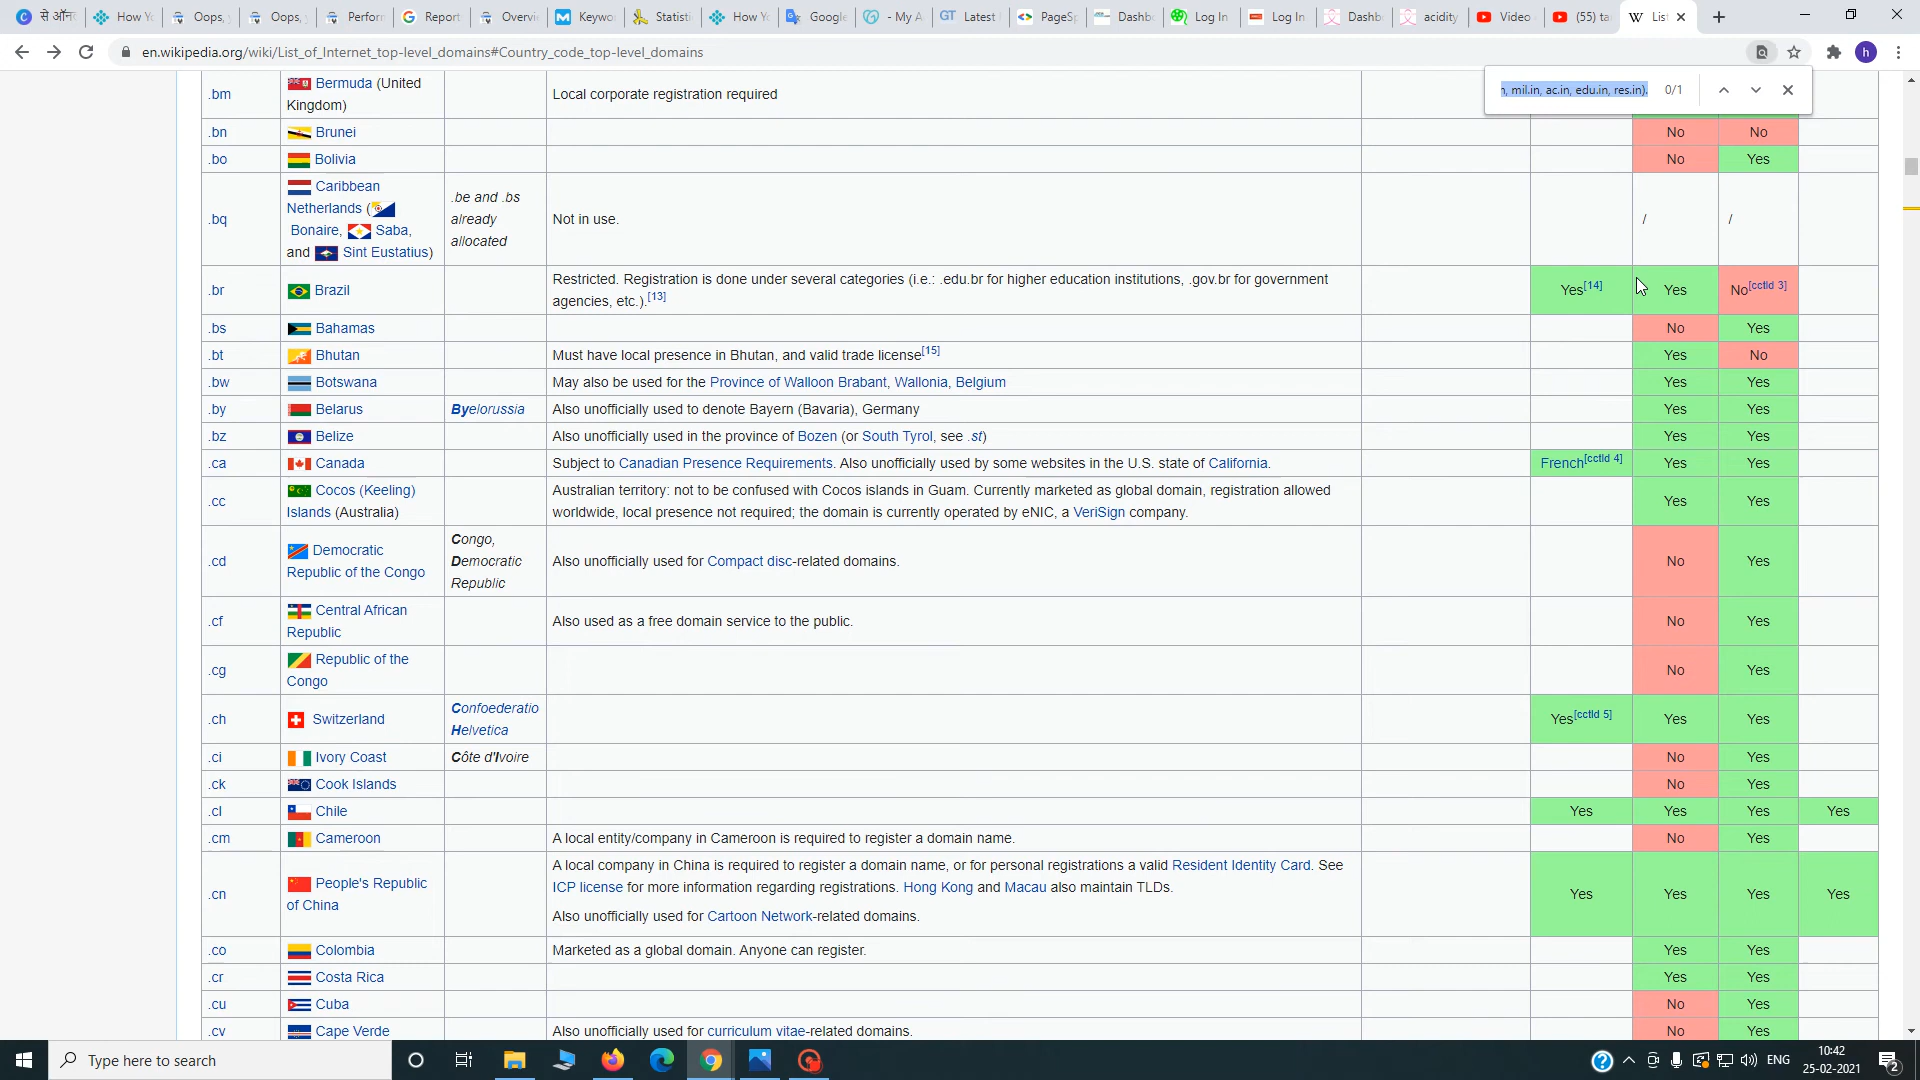 से ऑनल
How Yo
Oops, y
Oops, y
Perform
Report
Overvi
Keywo
Statisti
How Yo
Google
- My A
Latest
PageSp
Dashb
Log In
Log In
Dashb
acidity
Video
(55) ta
List
en.wikipedia.org/wiki/List_of_Internet_top-level_domains#Country_code_top-level_domains
h
mil.in, ac.in, edu.in, res.in). 0/1
.bm Bermuda (United Kingdom) Local corporate registration required
.bn Brunei No No
.bo Bolivia No Yes
.bq Caribbean Netherlands ( Bonaire, Saba, and Sint Eustatius) .be and .bs already allocated Not in use. / /
.br Brazil Restricted. Registration is done under several categories (i.e.: .edu.br for higher education institutions, .gov.br for government
agencies, etc.).[13] Yes[14] Yes No[cctld 3]
.bs Bahamas No Yes
.bt Bhutan Must have local presence in Bhutan, and valid trade license[15] Yes No
.bw Botswana May also be used for the Province of Walloon Brabant, Wallonia, Belgium Yes Yes
.by Belarus Byelorussia Also unofficially used to denote Bayern (Bavaria), Germany Yes Yes
.bz Belize Also unofficially used in the province of Bozen (or South Tyrol, see .st) Yes Yes
.ca Canada Subject to Canadian Presence Requirements. Also unofficially used by some websites in the U.S. state of California. French[cctld 4] Yes Yes
.cc Cocos (Keeling) Islands (Australia) Australian territory: not to be confused with Cocos islands in Guam. Currently marketed as global domain, registration allowed
worldwide, local presence not required; the domain is currently operated by eNIC, a VeriSign company. Yes Yes
.cd Democratic Republic of the Congo Congo, Democratic Republic Also unofficially used for Compact disc-related domains. No Yes
.cf Central African Republic Also used as a free domain service to the public. No Yes
.cg Republic of the Congo No Yes
.ch Switzerland Confoederatio Helvetica Yes[cctld 5] Yes Yes
.ci Ivory Coast Côte d'Ivoire No Yes
.ck Cook Islands No Yes
.cl Chile Yes Yes Yes Yes
.cm Cameroon A local entity/company in Cameroon is required to register a domain name. No Yes
.cn People's Republic of China A local company in China is required to register a domain name, or for personal registrations a valid Resident Identity Card. See
ICP license for more information regarding registrations. Hong Kong and Macau also maintain TLDs.
Also unofficially used for Cartoon Network-related domains. Yes Yes Yes Yes
.co Colombia Marketed as a global domain. Anyone can register. Yes Yes
.cr Costa Rica Yes Yes
.cu Cuba No Yes
.cv Cape Verde Also unofficially used for curriculum vitae-related domains. No Yes
Type here to search
ENG
10:42
25-02-2021
2